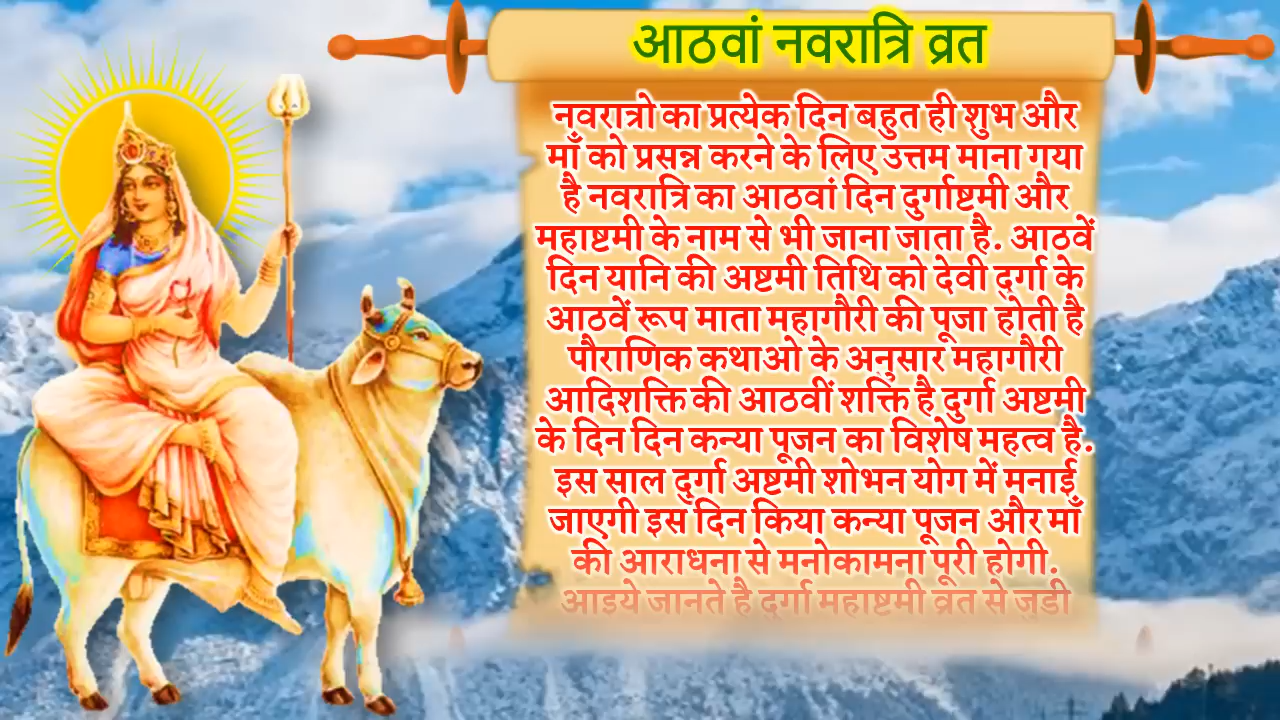 आठवां नवरात्रि व्रत
नवरात्रो का प्रत्येक दिन बहुत ही शुभ और
माँ को प्रसन्न करने के लिए उत्तम माना गया
है नवरात्रि का आठवां दिन दुर्गाष्टमी और
महाष्टमी के नाम से भी जाना जाता है. आठवें
दिन यानि की अष्टमी तिथि को देवी दुर्गा के
आठवें रूप माता महागौरी की पूजा होती है
पौराणिक कथाओ के अनुसार महागौरी
आदिशक्ति की आठवीं शक्ति है दुर्गा अष्टमी
के दिन दिन कन्या पूजन का विशेष महत्व है.
इस साल दुर्गा अष्टमी शोभन योग में मनाई
जाएगी इस दिन किया कन्या पूजन और माँ
की आराधना से मनोकामना पूरी होगी.
आइये जानते है दुर्गा महाष्टमी व्रत से जुडी